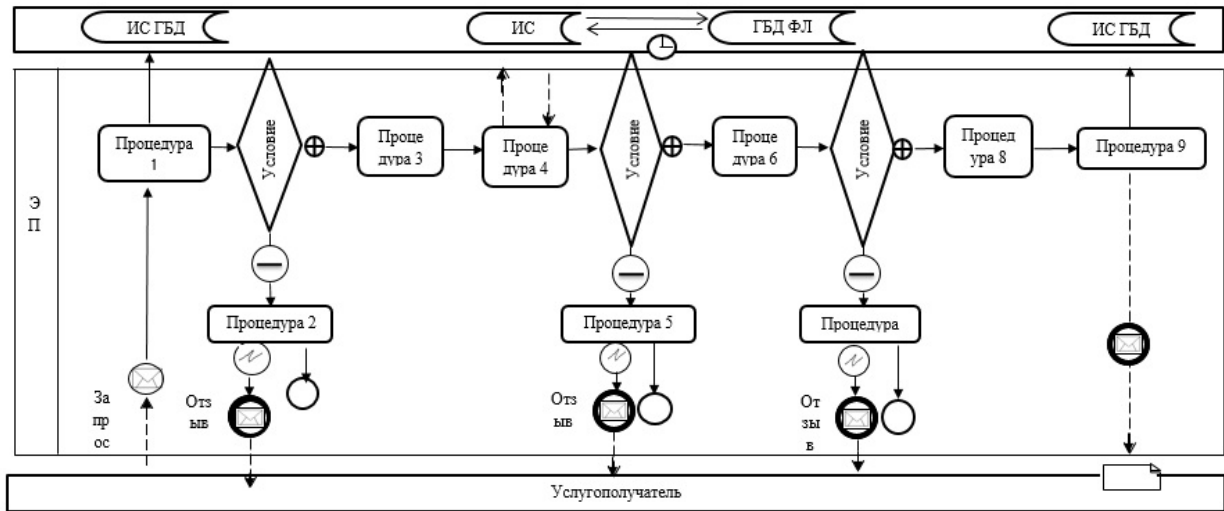 ИС ГБД
ИС
ГБД ФЛ
ИС ГБД
Э
П
Процедура
1
Условие
Проце
дура 3
Проце
дура 4
Условие
Проце
дура 6
Условие
Процед
ура 8
Процедура 9
Процедура 2
Процедура 5
Процедура
За
прос
Отз
ыв
Отз
ыв
От
зы
в
Услугополучатель